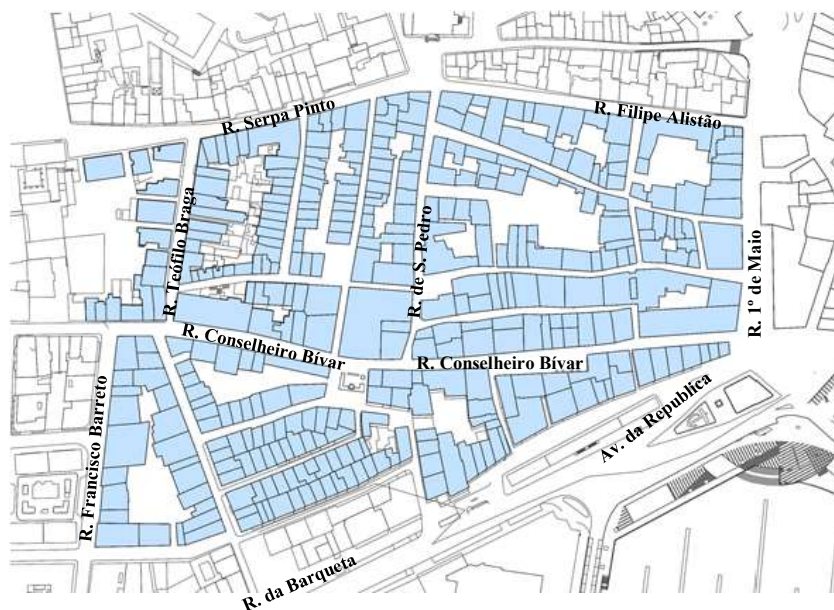 R. Serpa Pinto
R. Filipe Alistão
R. Teófilo Braga
R. de S. Pedro
R. 1º de Maio
R. Conselheiro Bívar
R. Conselheiro Bívar
R. Francisco Barreto
Av. da Republica
R. da Barqueta